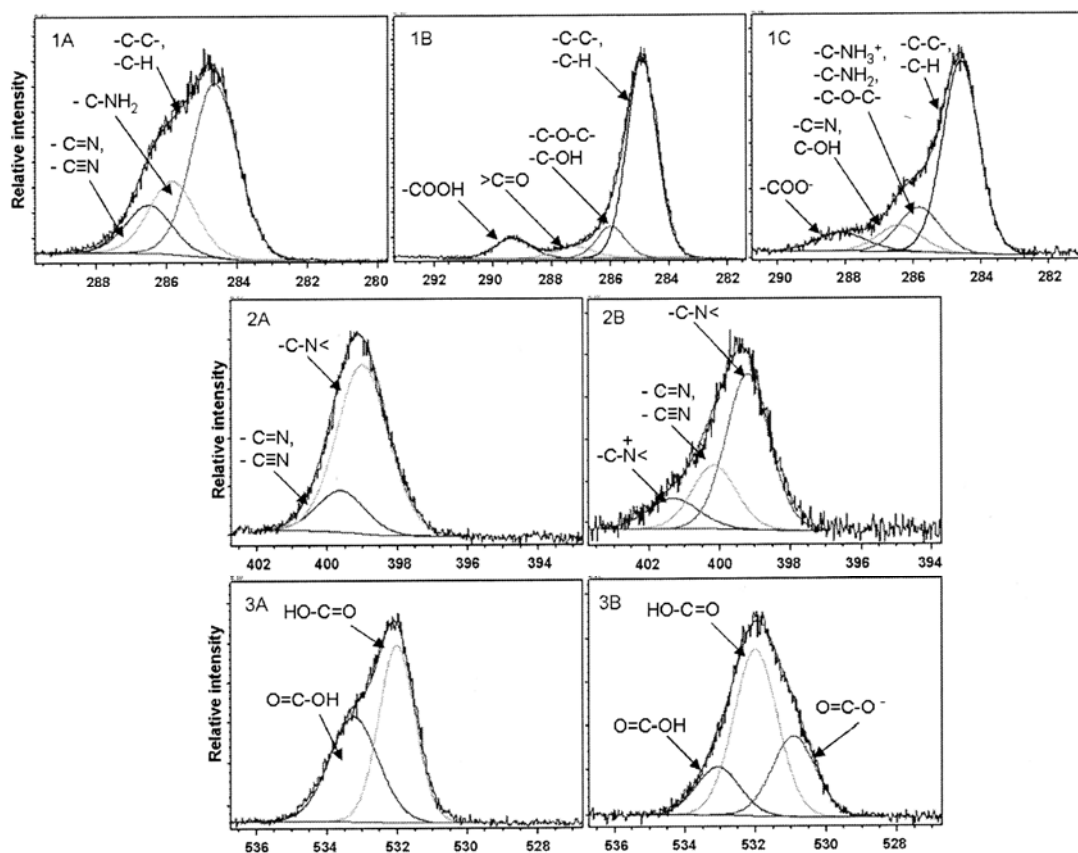 1A
-C-C-,
-C-H
- C-NH₂
- C=N,
- C≡N
Relative intensity
288 286 284 282 280
1B
-C-C-,
-C-H
-C-O-C-
-C-OH
>C=O
-COOH
292 290 288 286 284 282
1C
-C-NH₃⁺,
-C-NH₂,
-C-O-C-
-C-C-,
-C-H
-C=N,
C-OH
-COO⁻
290 288 286 284 282
2A
-C-N<
- C=N,
- C≡N
Relative intensity
402 400 398 396 394
2B
-C-N<
- C=N,
- C≡N
+
-C-N<
402 400 398 396 394
3A
HO-C=O
O=C-OH
Relative intensity
536 534 532 530 528
3B
HO-C=O
O=C-OH
O=C-O⁻
536 534 532 530 528